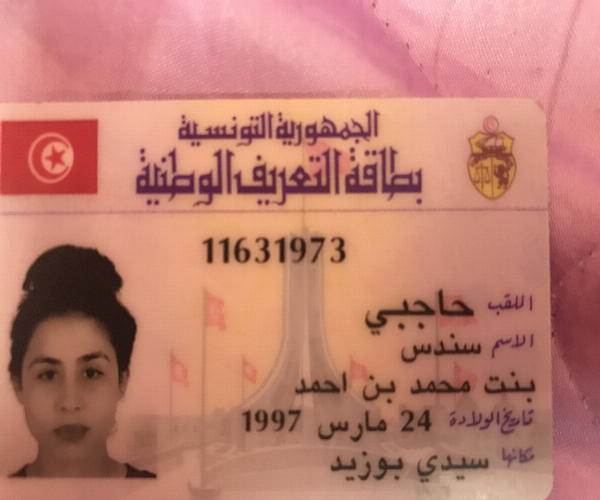 الجمهورية التونسية
بطاقة التعريف الوطنية
11631973
اللقب حاجبي
الاسم سندس
بنت محمد بن احمد
تاريخ الولادة 24 مارس 1997
مكانها سيدي بوزيد